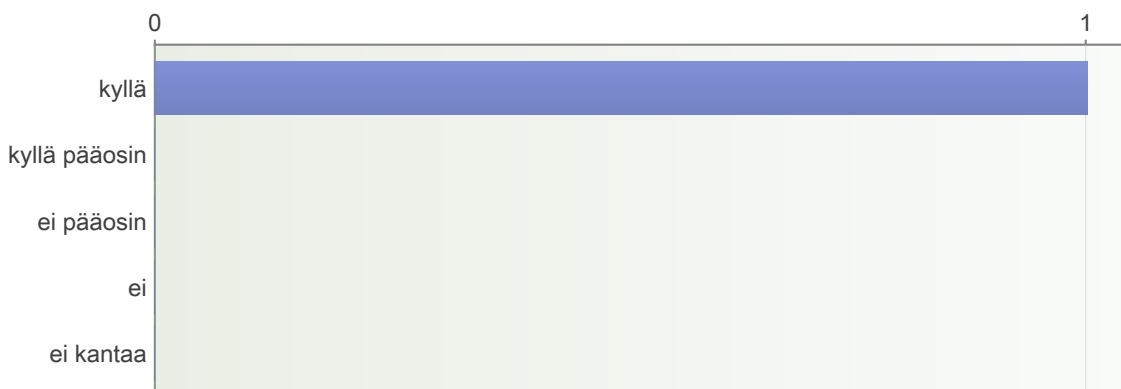 0 1
kyllä
kyllä pääosin
ei pääosin
ei
ei kantaa